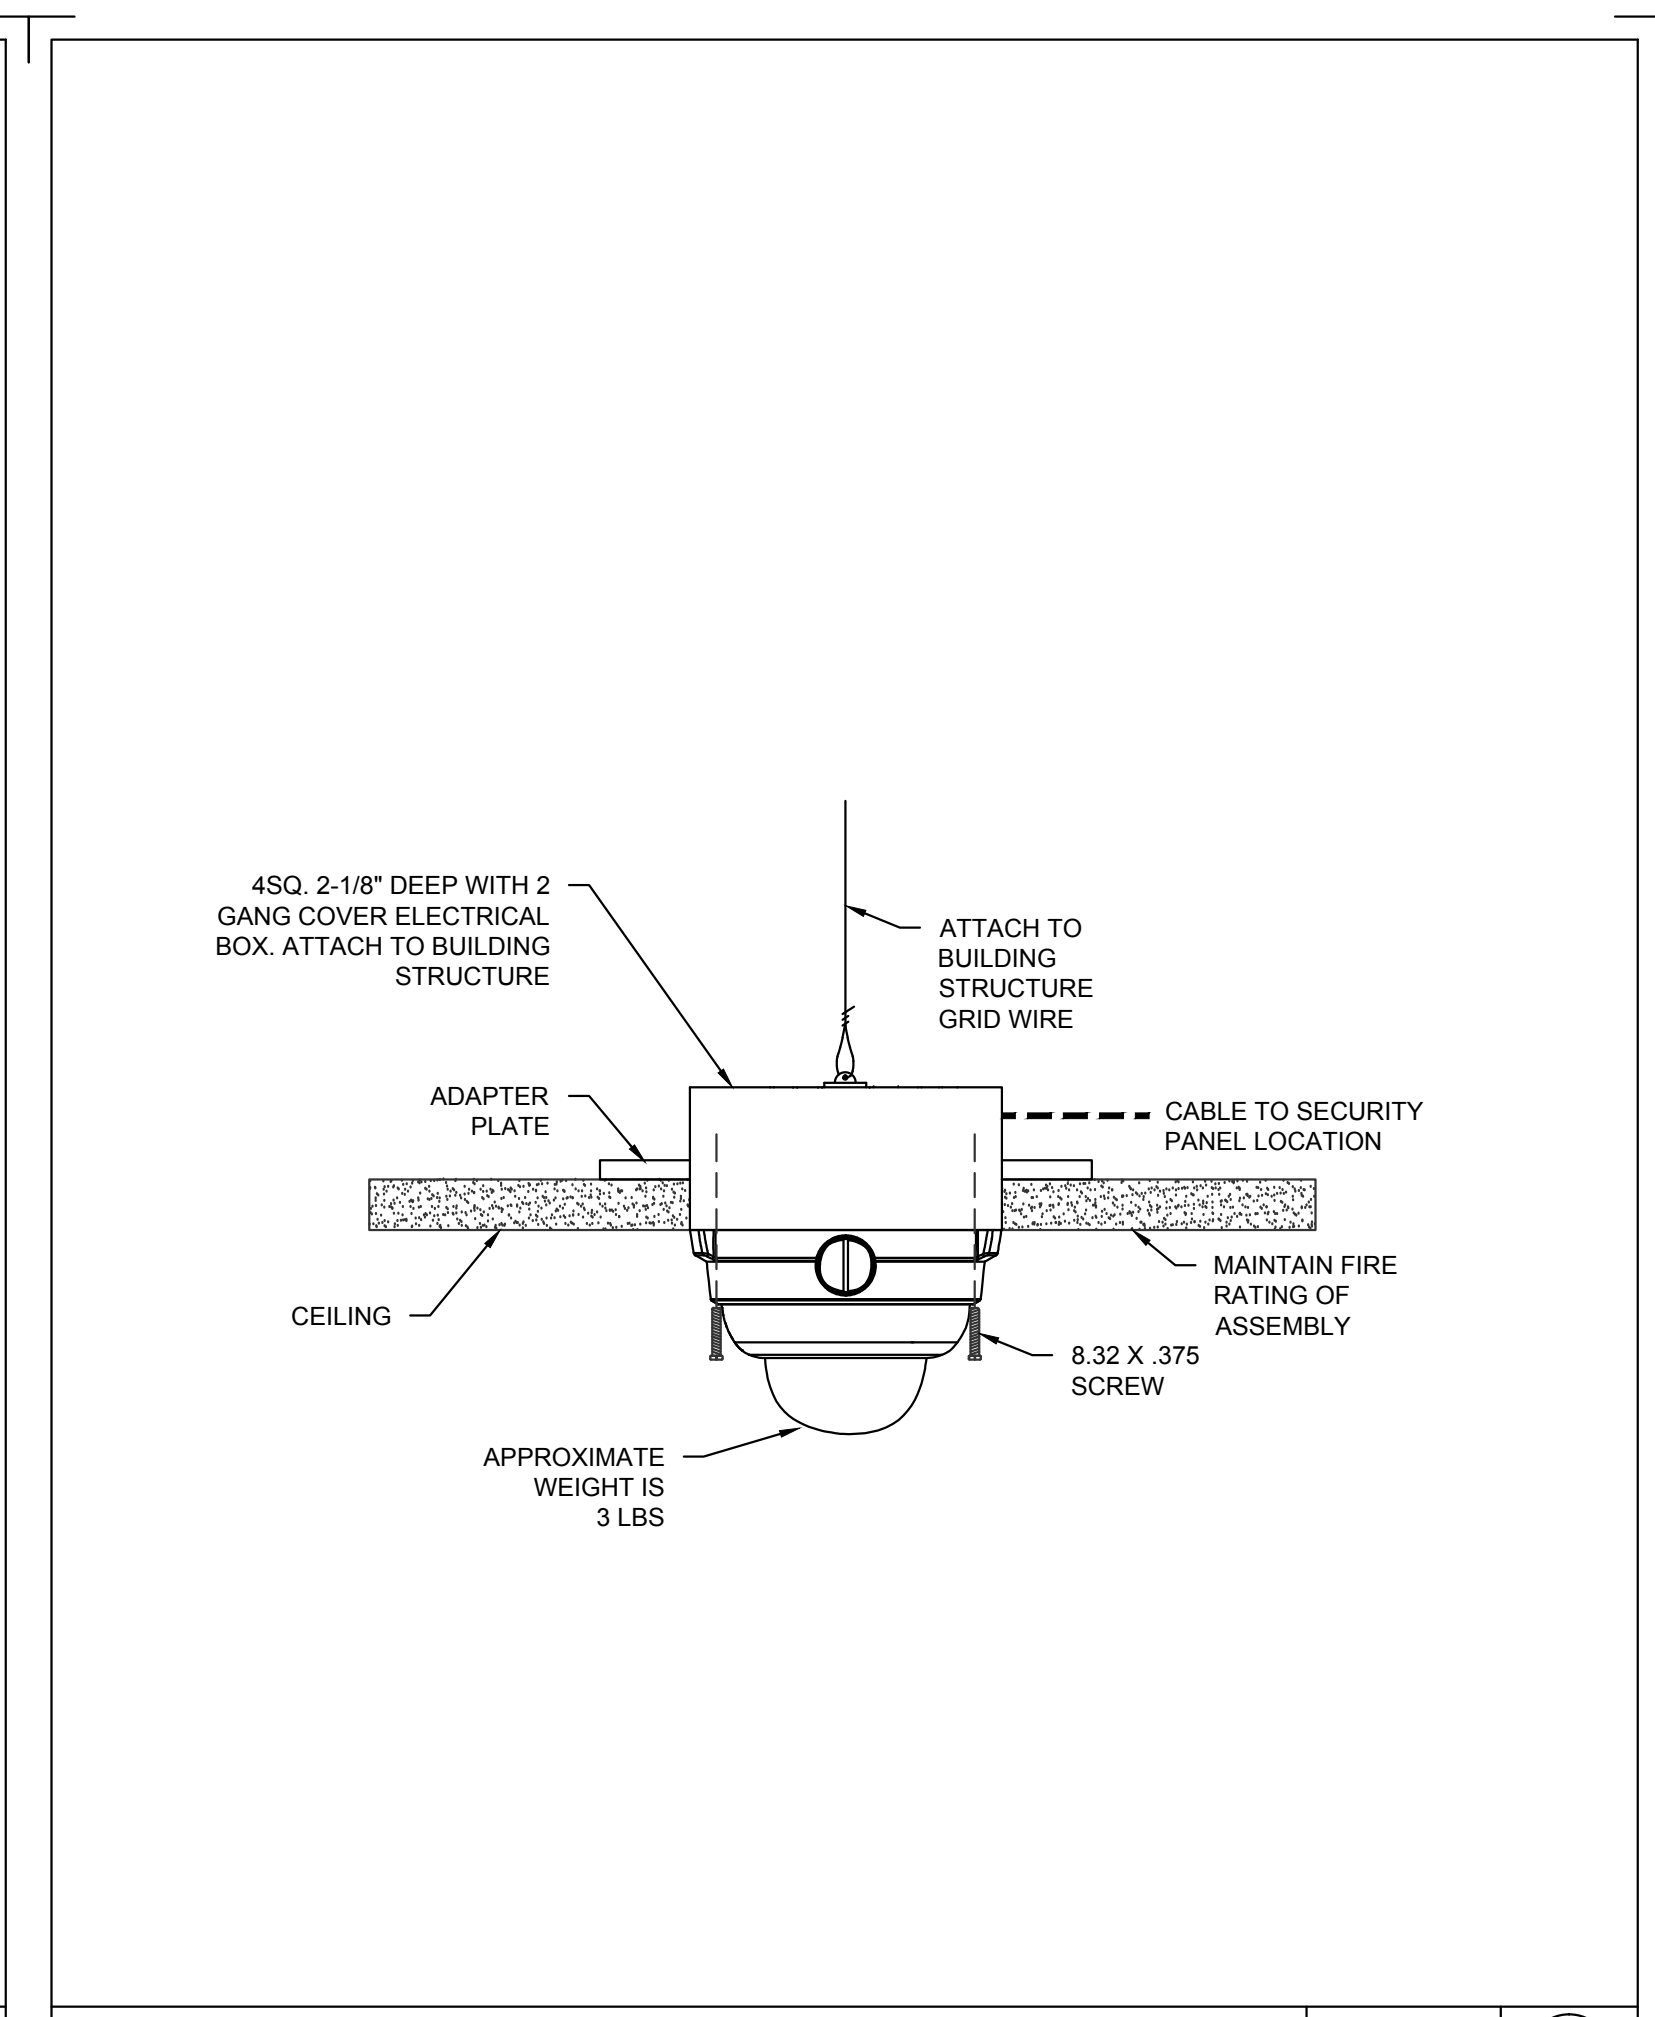 4SQ. 2-1/8" DEEP WITH 2
GANG COVER ELECTRICAL
BOX. ATTACH TO BUILDING
STRUCTURE
ATTACH TO
BUILDING
STRUCTURE
GRID WIRE
ADAPTER
PLATE
CABLE TO SECURITY
PANEL LOCATION
CEILING
MAINTAIN FIRE
RATING OF
ASSEMBLY
8.32 X .375
SCREW
APPROXIMATE
WEIGHT IS
3 LBS